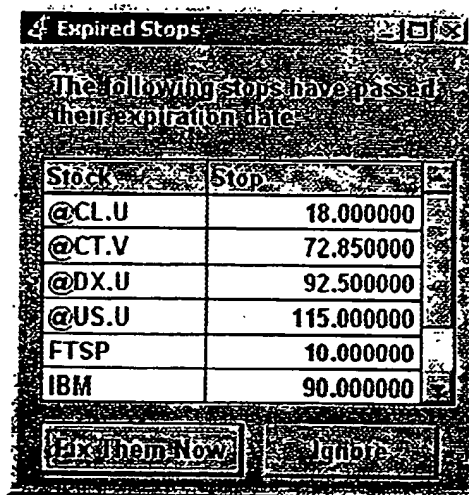 Expired Stops
The following stops have passed
their expiration date:
Stock Stop
@CL.U 18.000000
@CT.V 72.850000
@DX.U 92.500000
@US.U 115.000000
FTSP 10.000000
IBM 90.000000
Them Now Ignore